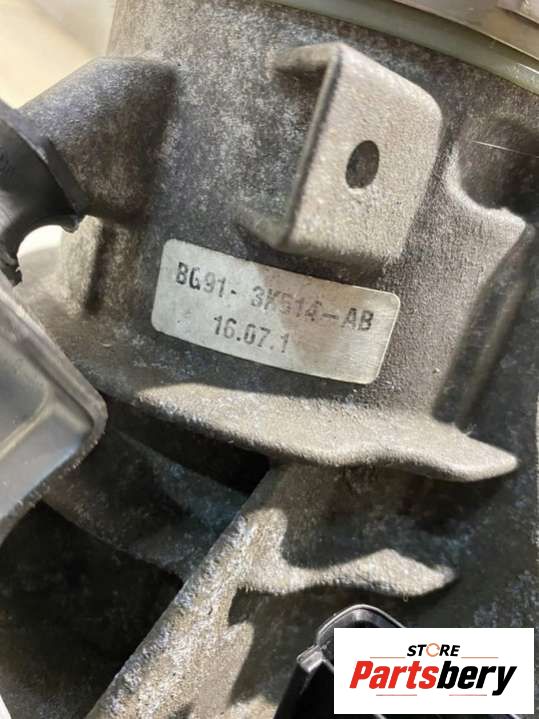 BG91- 3K514-AB
16.07.1
STORE
Partsbery